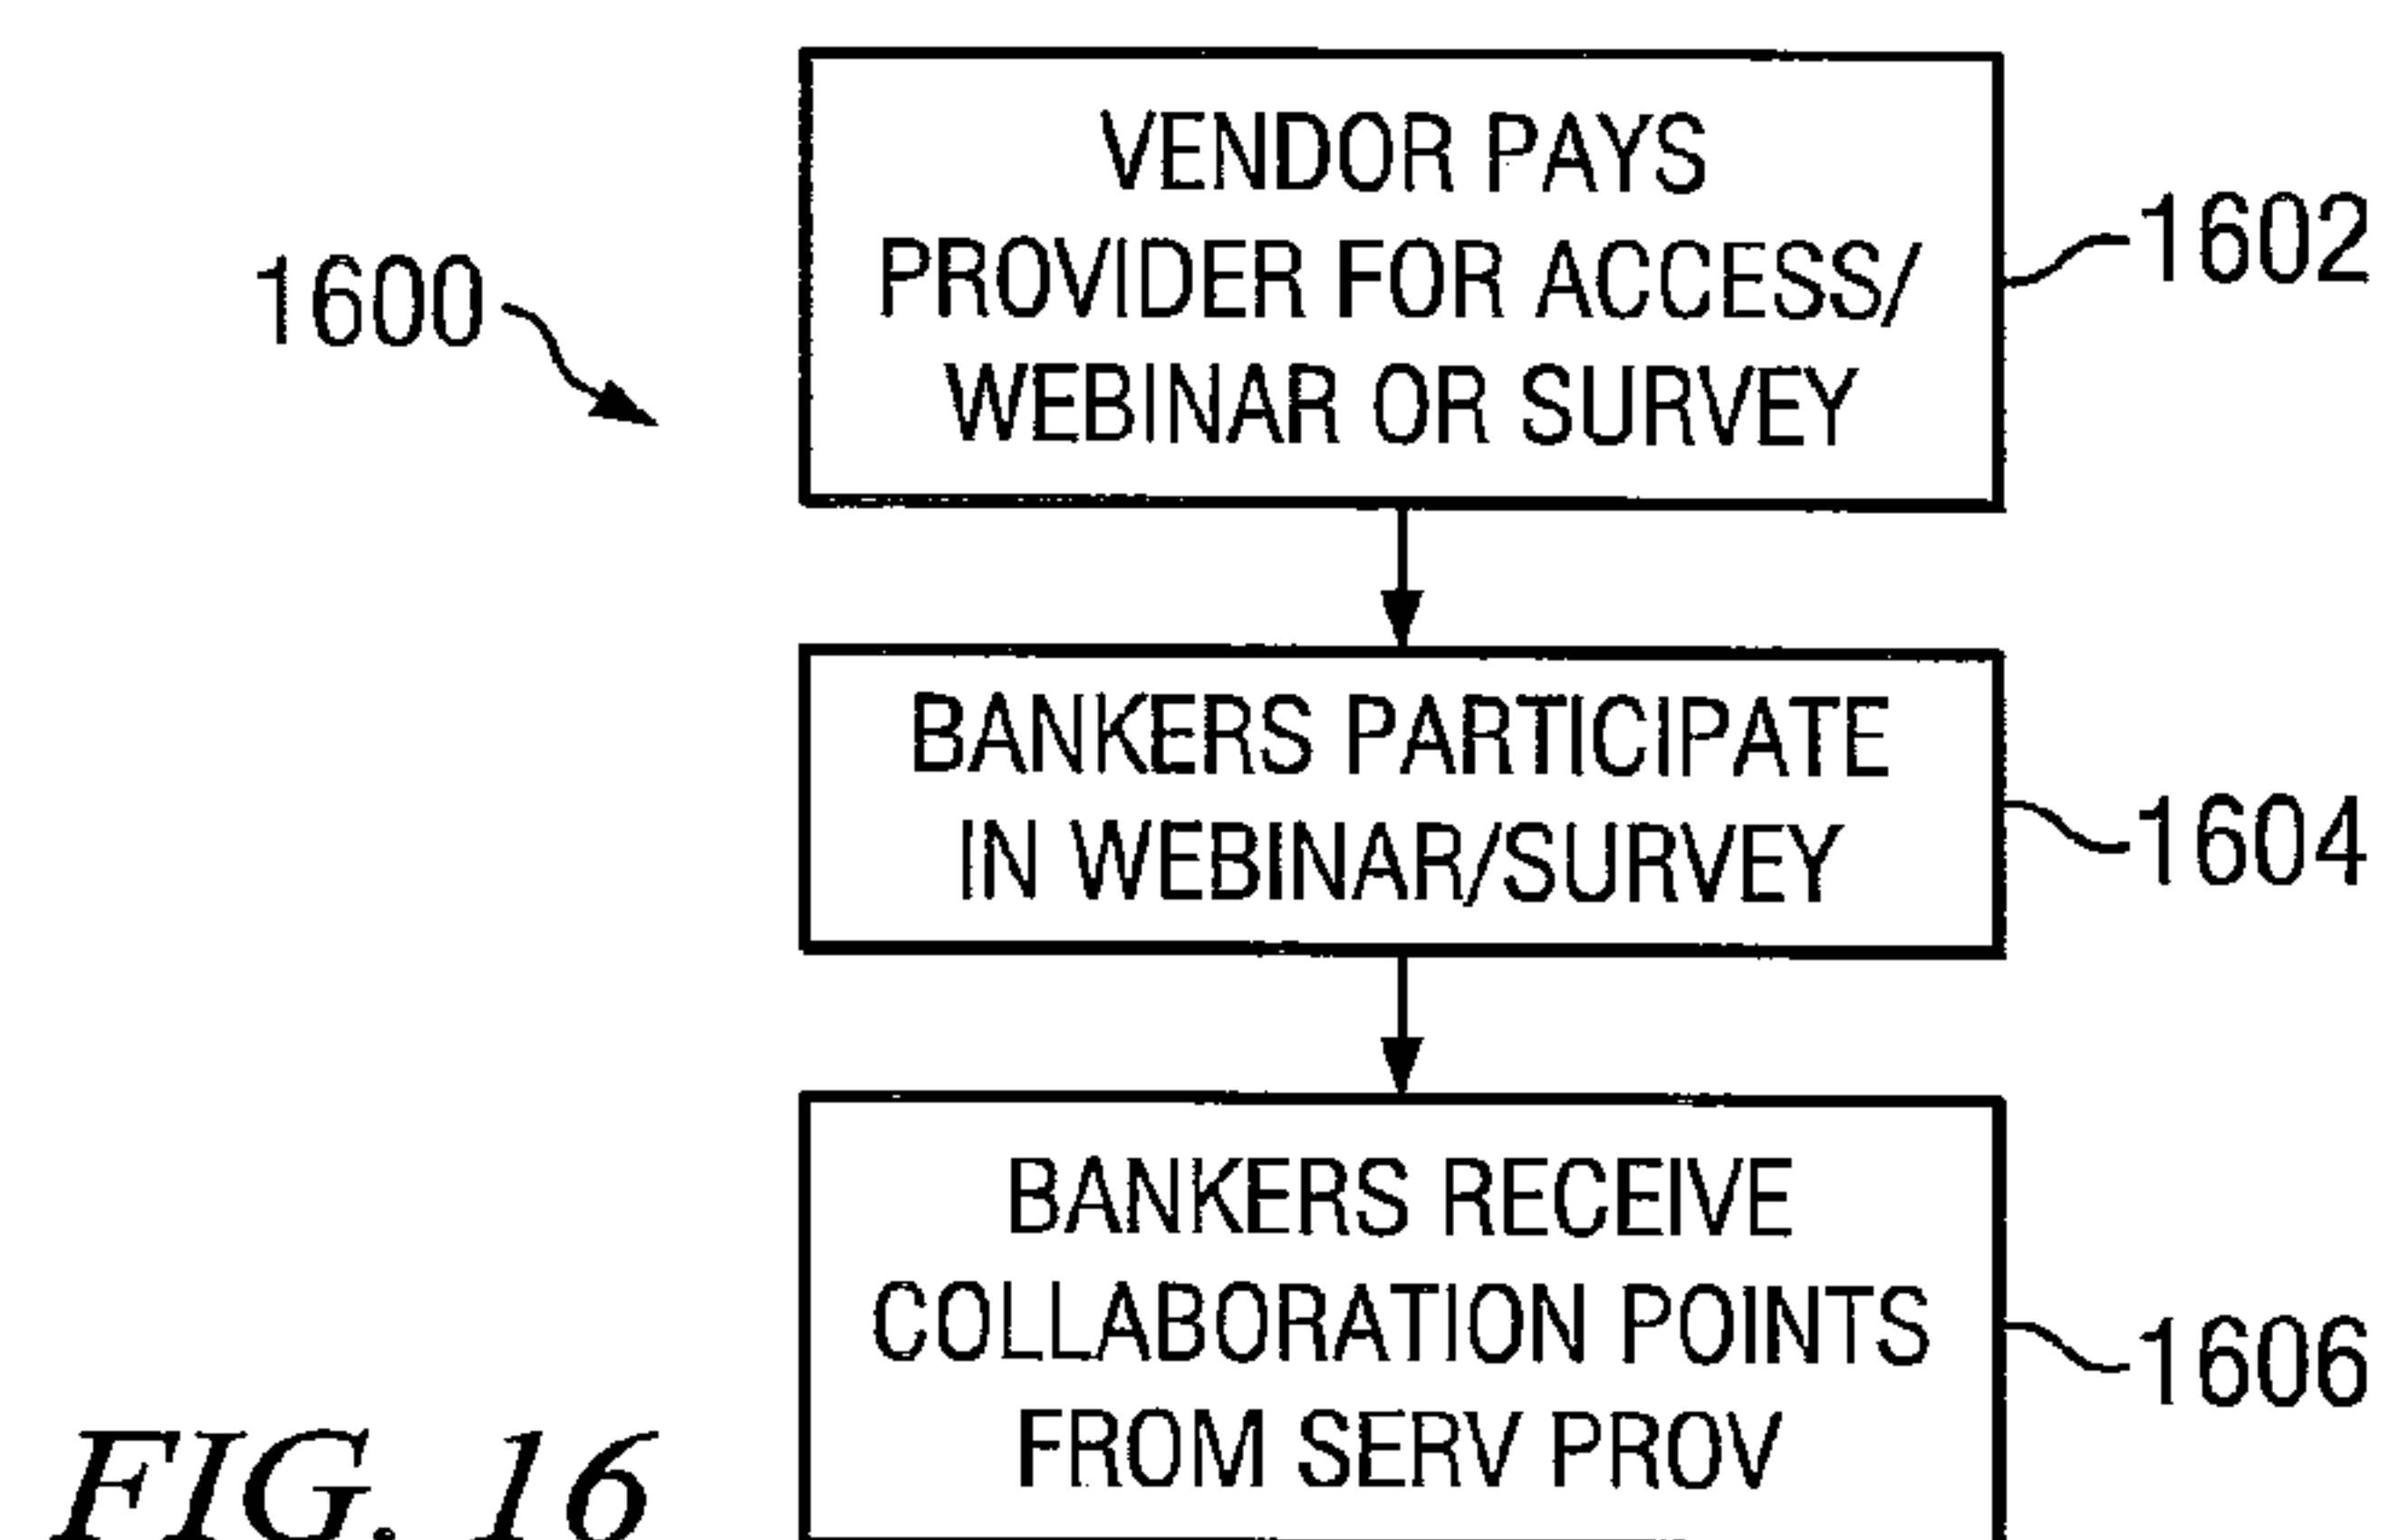 1600
VENDOR PAYS
PROVIDER FOR ACCESS/
WEBINAR OR SURVEY
1602
BANKERS PARTICIPATE
IN WEBINAR/SURVEY
1604
BANKERS RECEIVE
COLLABORATION POINTS
FROM SERV PROV
1606
FIG. 16